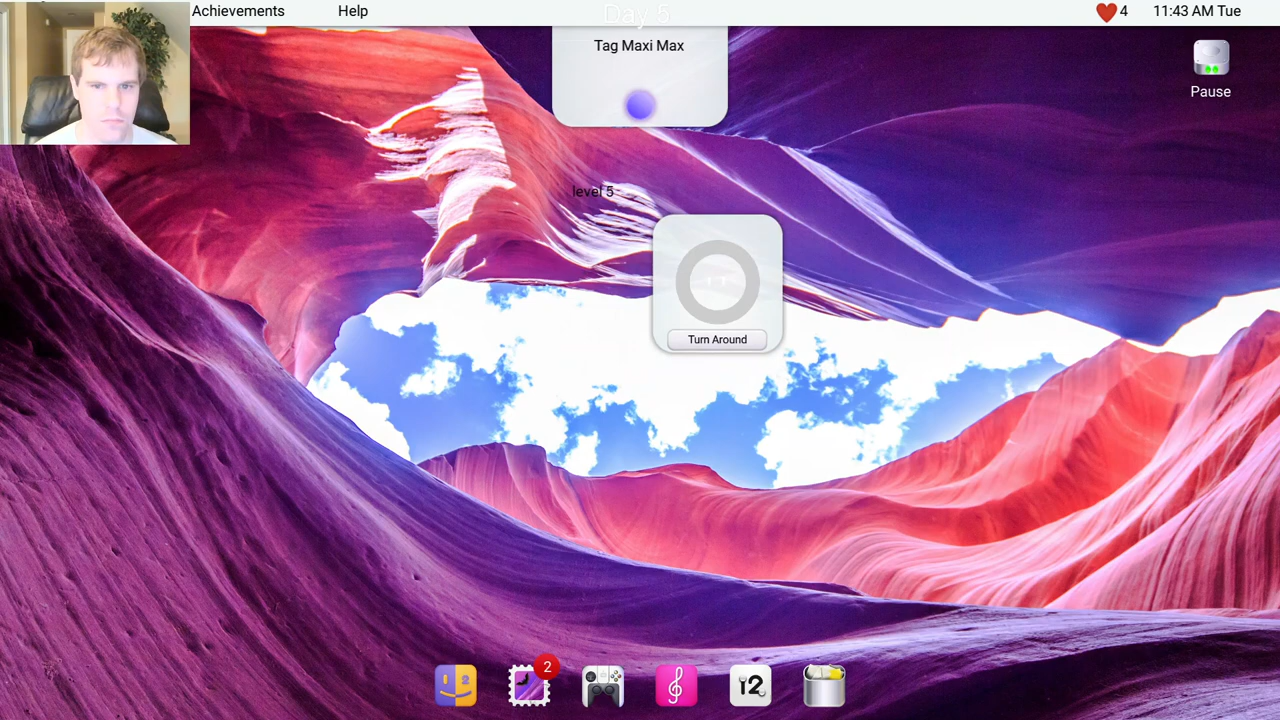 Achievements
Help
Day 5
4
11:43 AM Tue
Tag Maxi Max
Pause
level 5
Turn Around
2
12